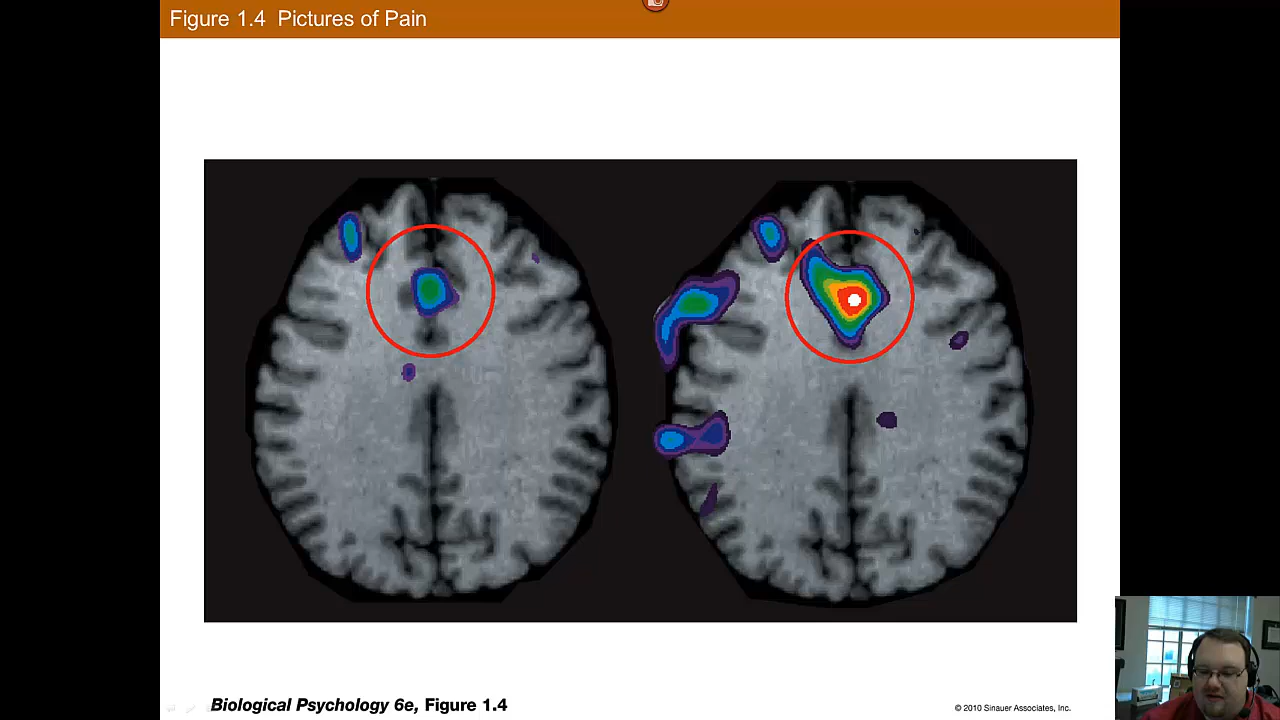 Figure 1.4 Pictures of Pain
Biological Psychology 6e, Figure 1.4
© 2010 Sinauer Associates, Inc.